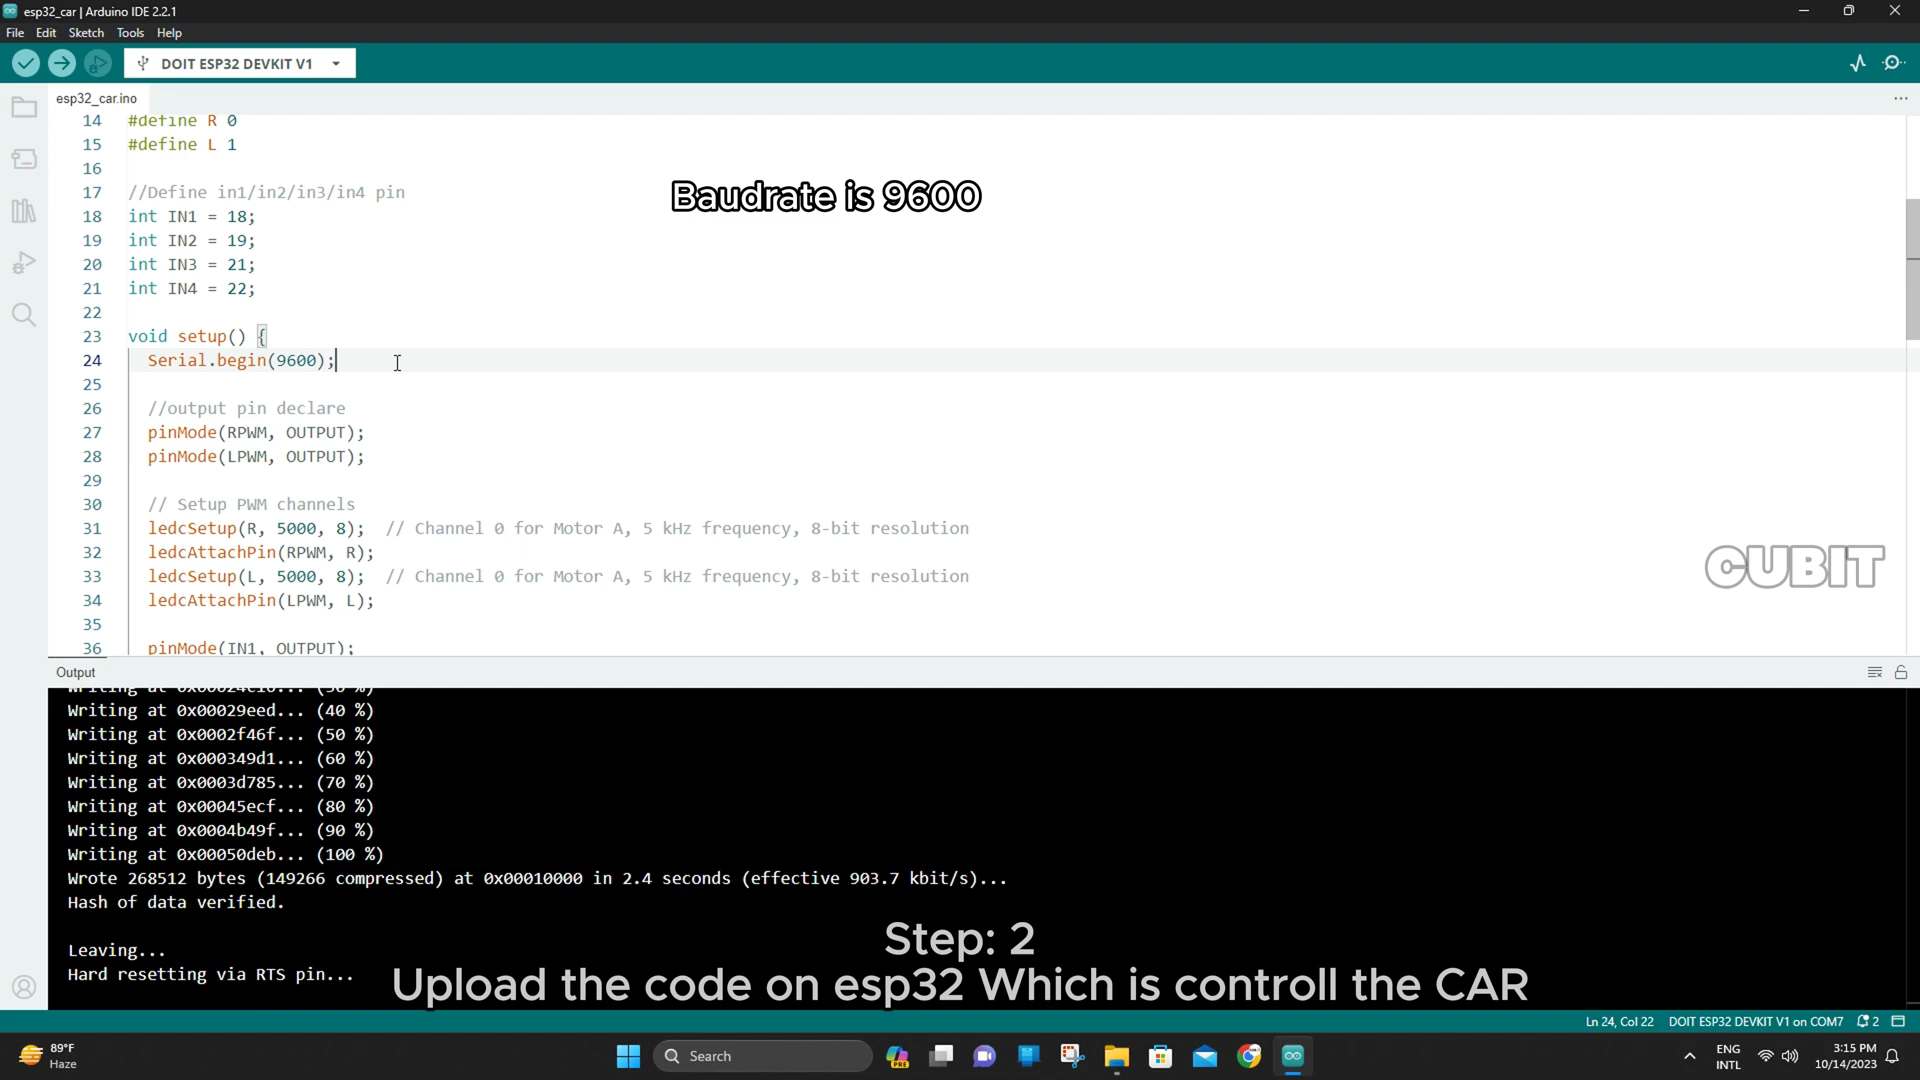 esp32_car | Arduino IDE 2.2.1
File Edit Sketch Tools Help
DOIT ESP32 DEVKIT V1
esp32_car.ino
14 #define R 0
15 #define L 1
16
17 //Define in1/in2/in3/in4 pin
Baudrate is 9600
18 int IN1 = 18;
19 int IN2 = 19;
20 int IN3 = 21;
21 int IN4 = 22;
22
23 void setup() {
24 Serial.begin(9600);
25
26 //output pin declare
27 pinMode(RPWM, OUTPUT);
28 pinMode(LPWM, OUTPUT);
29
30 // Setup PWM channels
31 ledcSetup(R, 5000, 8); // Channel 0 for Motor A, 5 kHz frequency, 8-bit resolution
32 ledcAttachPin(RPWM, R);
33 ledcSetup(L, 5000, 8); // Channel 0 for Motor A, 5 kHz frequency, 8-bit resolution
34 ledcAttachPin(LPWM, L);
CUBIT
35
36 pinMode(IN1, OUTPUT);
Output
Writing at
Writing at 0x00029eed... (40 %)
Writing at 0x0002f46f... (50 %)
Writing at 0x000349d1... (60 %)
Writing at 0x0003d785... (70 %)
Writing at 0x00045ecf... (80 %)
Writing at 0x0004b49f... (90 %)
Writing at 0x00050deb... (100 %)
Wrote 268512 bytes (149266 compressed) at 0x00010000 in 2.4 seconds (effective 903.7 kbit/s)...
Hash of data verified.
Leaving...
Hard resetting via RTS pin...
Step: 2
Upload the code on esp32 Which is controll the CAR
Ln 24, Col 22 DOIT ESP32 DEVKIT V1 on COM7 2
89°F
Haze
Search
PRE
ENG
INTL
3:15 PM
10/14/2023